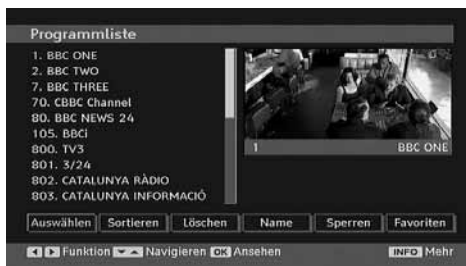 Programmliste
1. BBC ONE
2. BBC TWO
7. BBC THREE
70. CBBC Channel
80. BBC NEWS 24
105. BBCi
800. TV3
801. 3/24
802. CATALUNYA RÀDIO
803. CATALUNYA INFORMACIÓ
1 BBC ONE
Auswählen Sortieren Löschen Name Sperren Favoriten
Funktion Navigieren OK Ansehen INFO Mehr